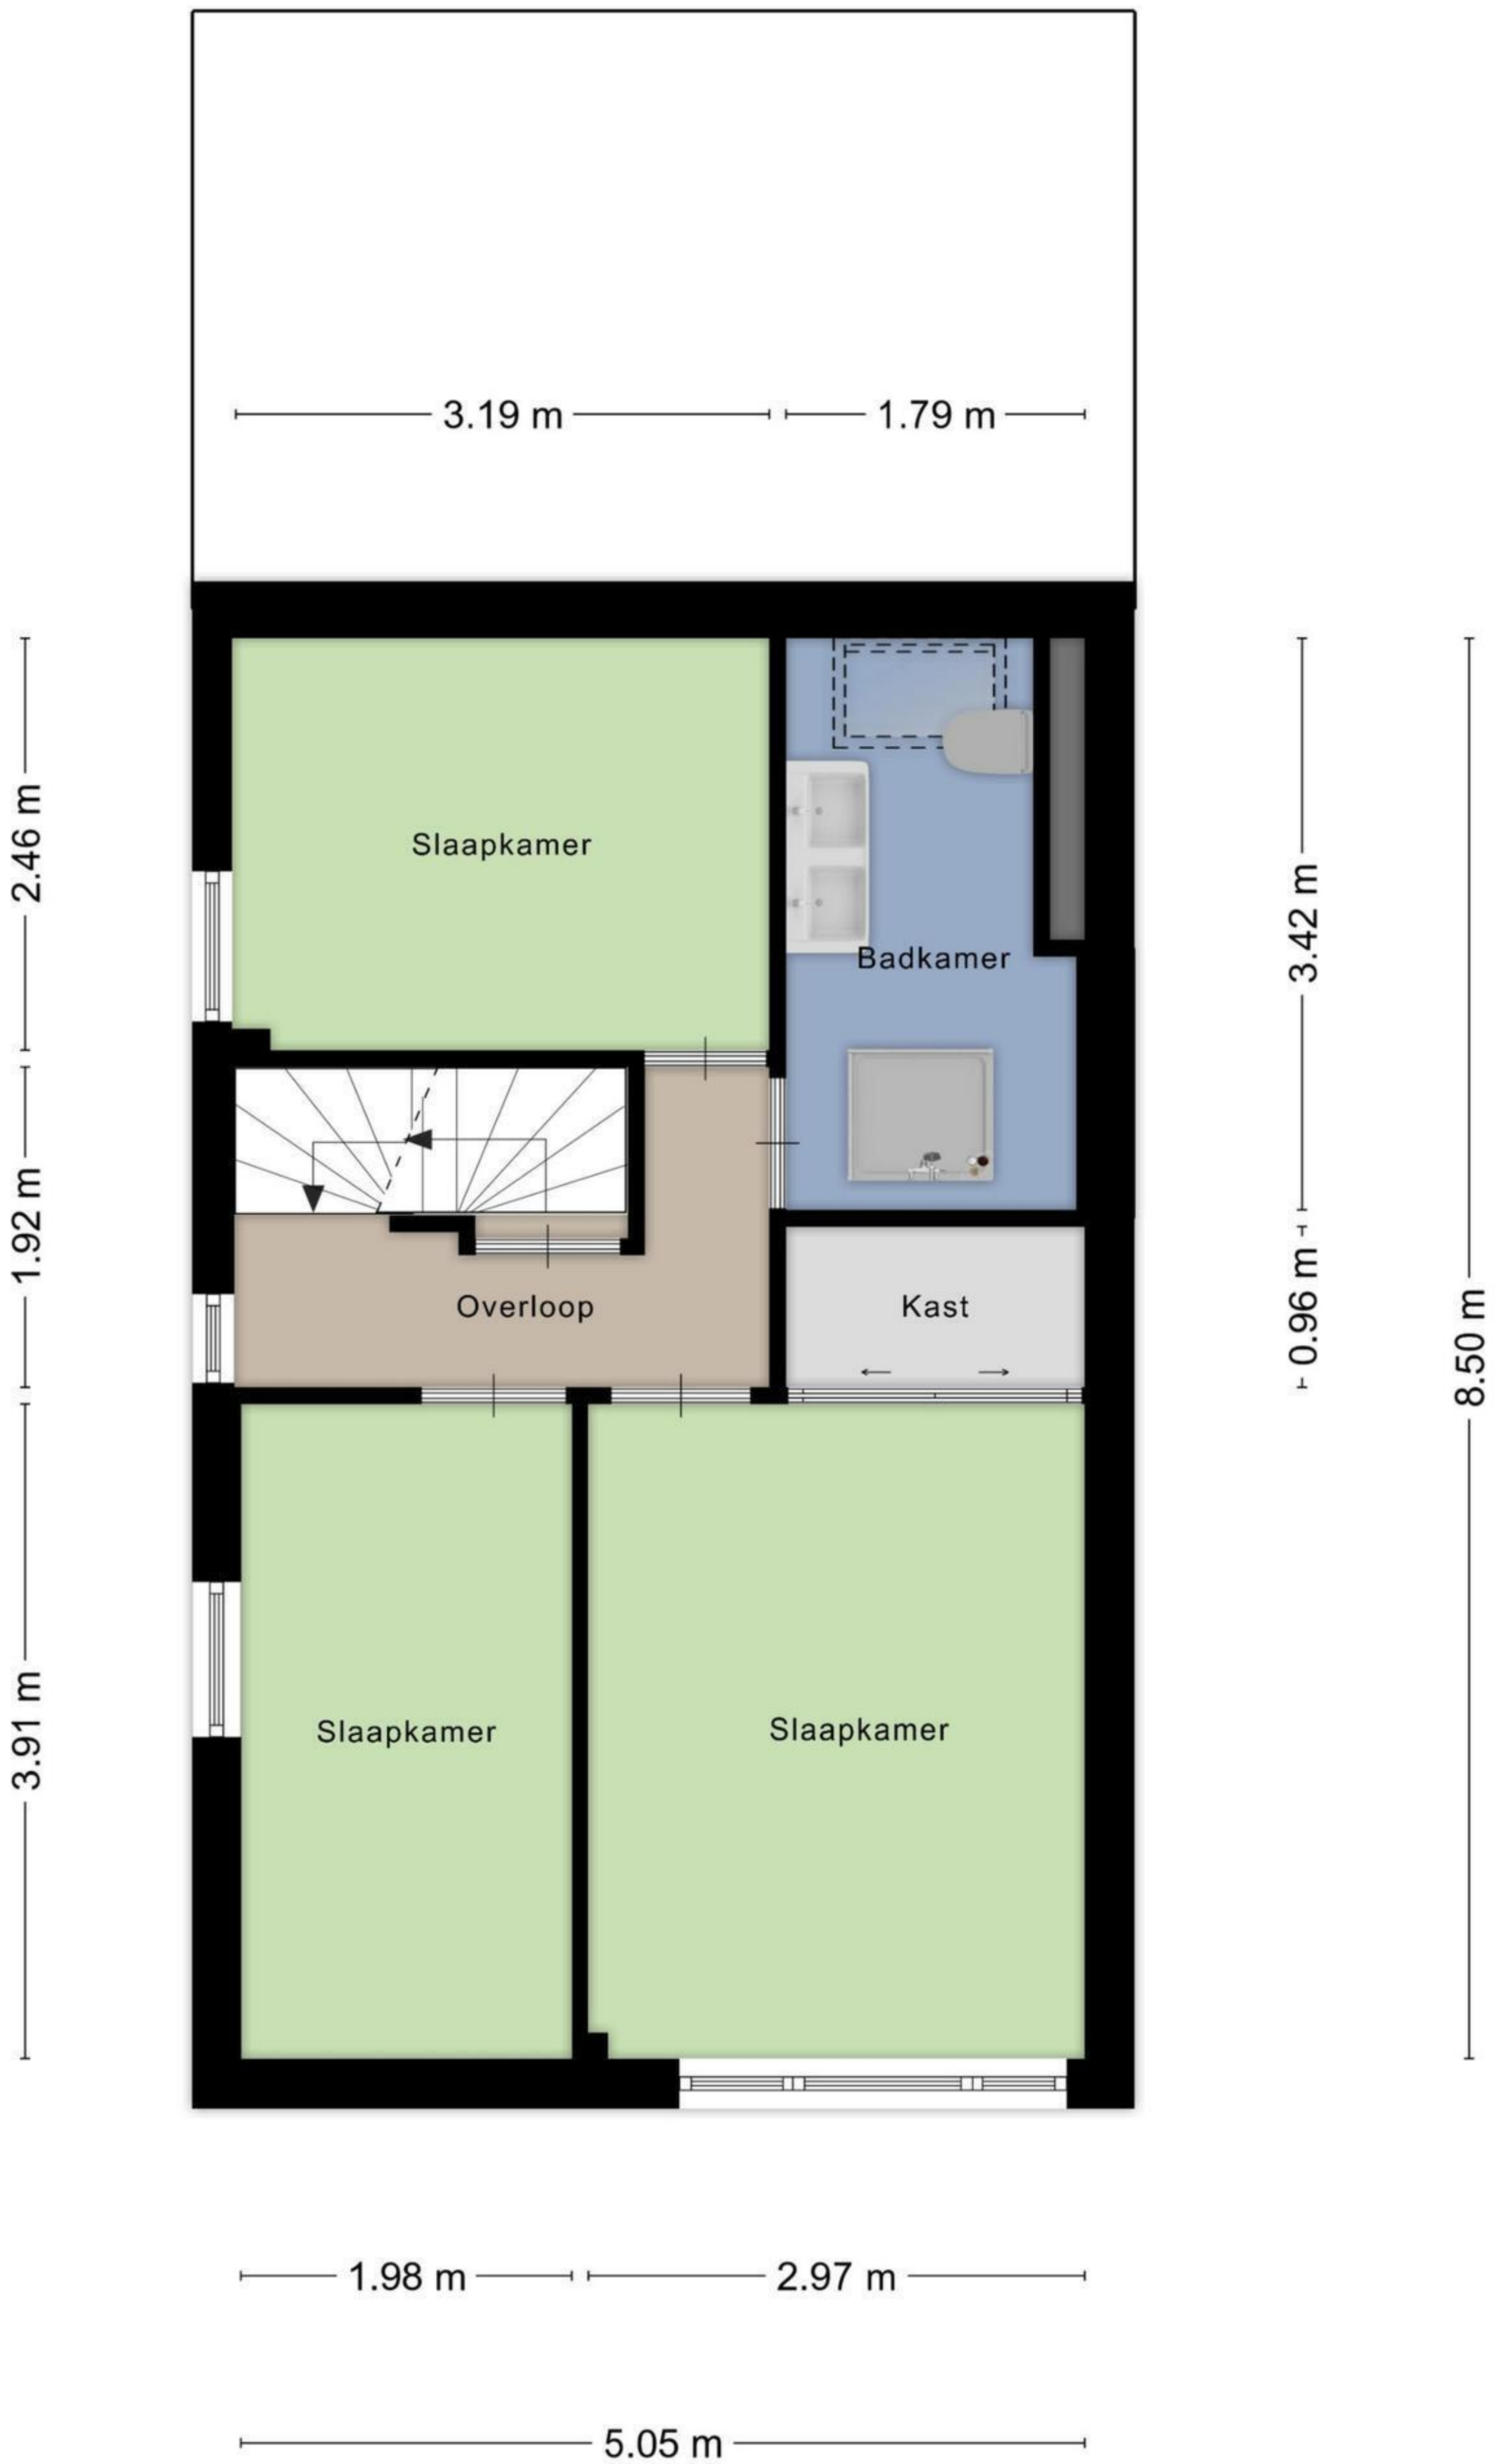 3.19 m
1.79 m
2.46 m
Slaapkamer
3.42 m
Badkamer
1.92 m
Overloop
Kast
0.96 m
8.50 m
3.91 m
Slaapkamer
Slaapkamer
1.98 m
2.97 m
5.05 m